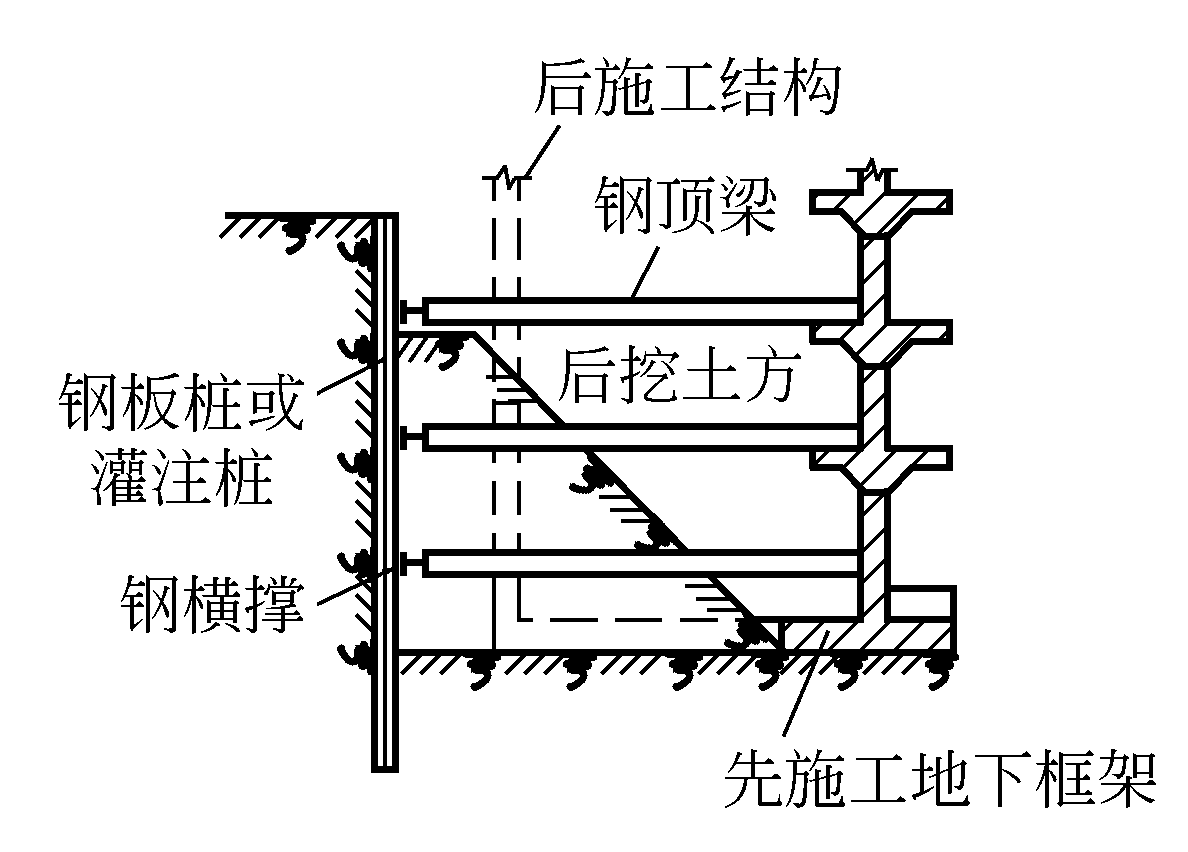 后施工结构
钢顶梁
后挖土方
钢板桩或
灌注桩
钢横撑
先施工地下框架